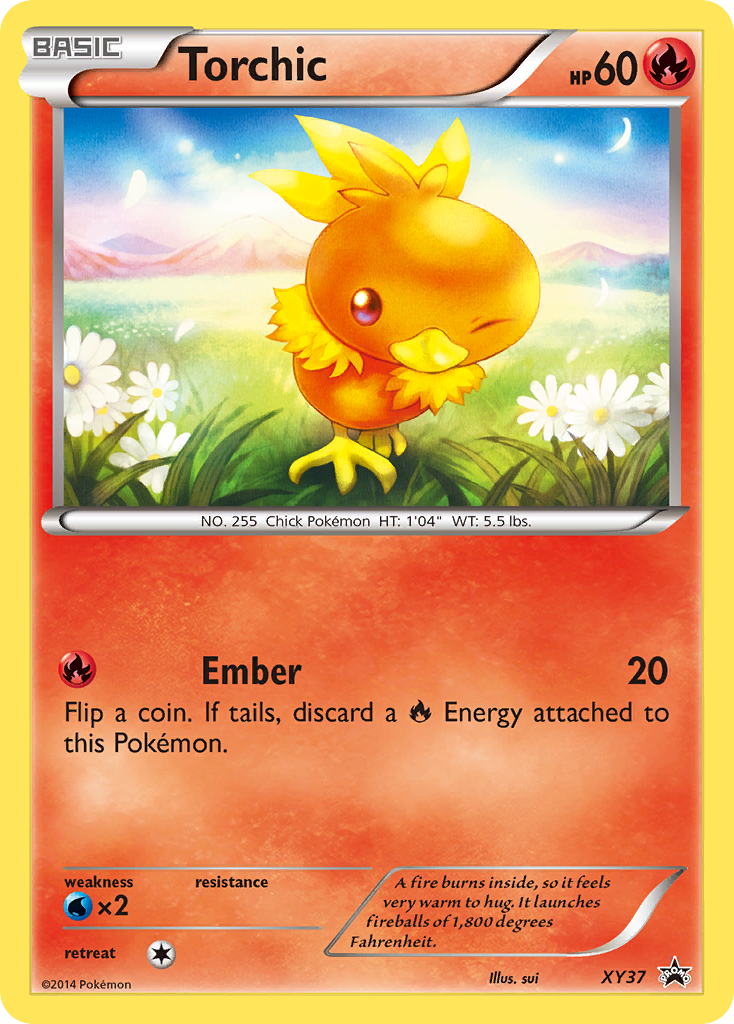 BASIC
Torchic
HP60
NO. 255 Chick Pokémon HT: 1'04" WT: 5.5 lbs.
Ember 20
Flip a coin. If tails, discard a Energy attached to
this Pokémon.
weakness resistance
×2
retreat
A fire burns inside, so it feels
very warm to hug. It launches
fireballs of 1,800 degrees
Fahrenheit.
©2014 Pokémon
Illus. sui
XY37
PROMO